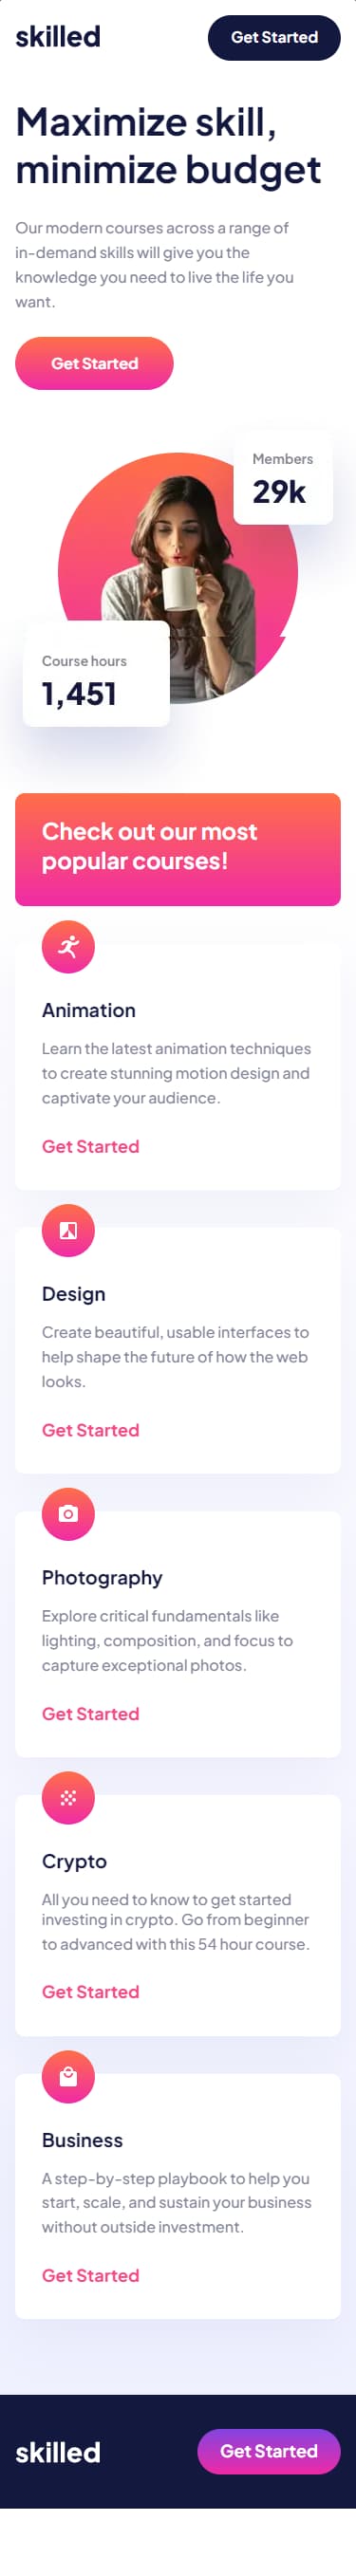 skilled
Get Started
Maximize skill,
minimize budget
Our modern courses across a range of
in-demand skills will give you the
knowledge you need to live the life you
want.
Get Started
Members
29k
Course hours
1,451
Check out our most
popular courses!
Animation
Learn the latest animation techniques
to create stunning motion design and
captivate your audience.
Get Started
Design
Create beautiful, usable interfaces to
help shape the future of how the web
looks.
Get Started
Photography
Explore critical fundamentals like
lighting, composition, and focus to
capture exceptional photos.
Get Started
Crypto
All you need to know to get started
investing in crypto. Go from beginner
to advanced with this 54 hour course.
Get Started
Business
A step-by-step playbook to help you
start, scale, and sustain your business
without outside investment.
Get Started
skilled
Get Started